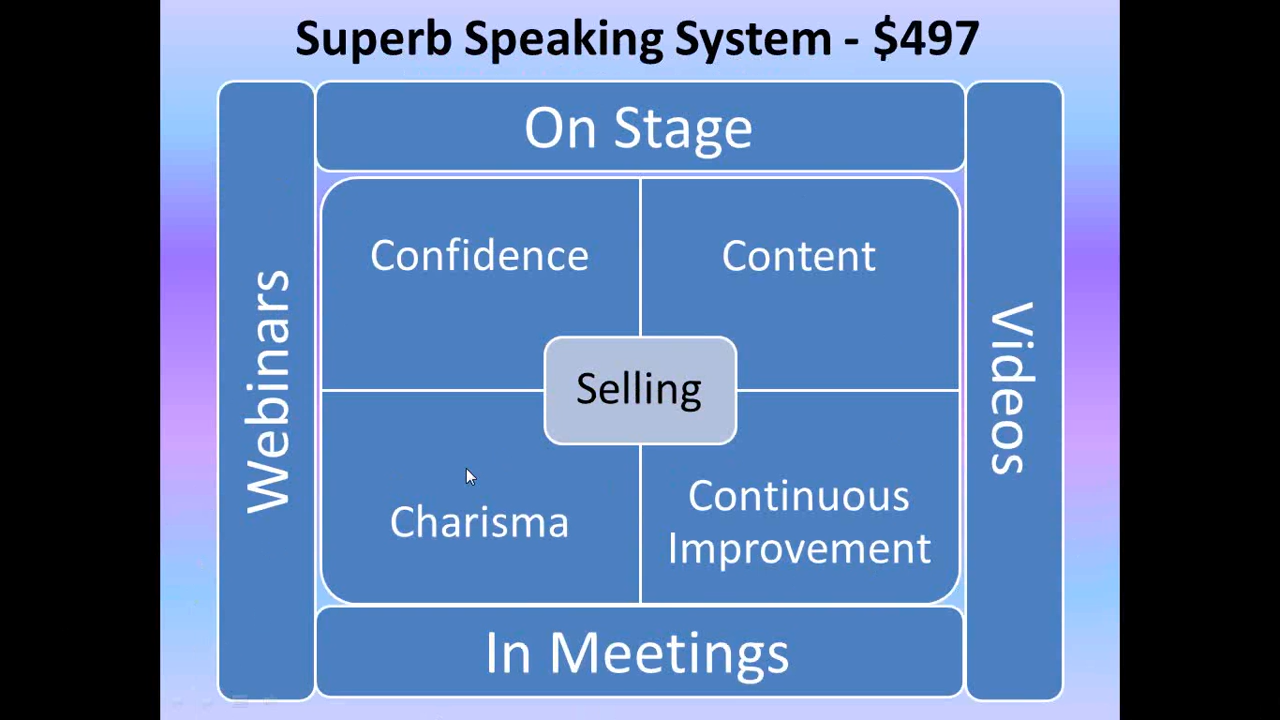 Superb Speaking System - $497
On Stage
Webinars
Confidence
Content
Selling
Videos
Charisma
Continuous
Improvement
In Meetings